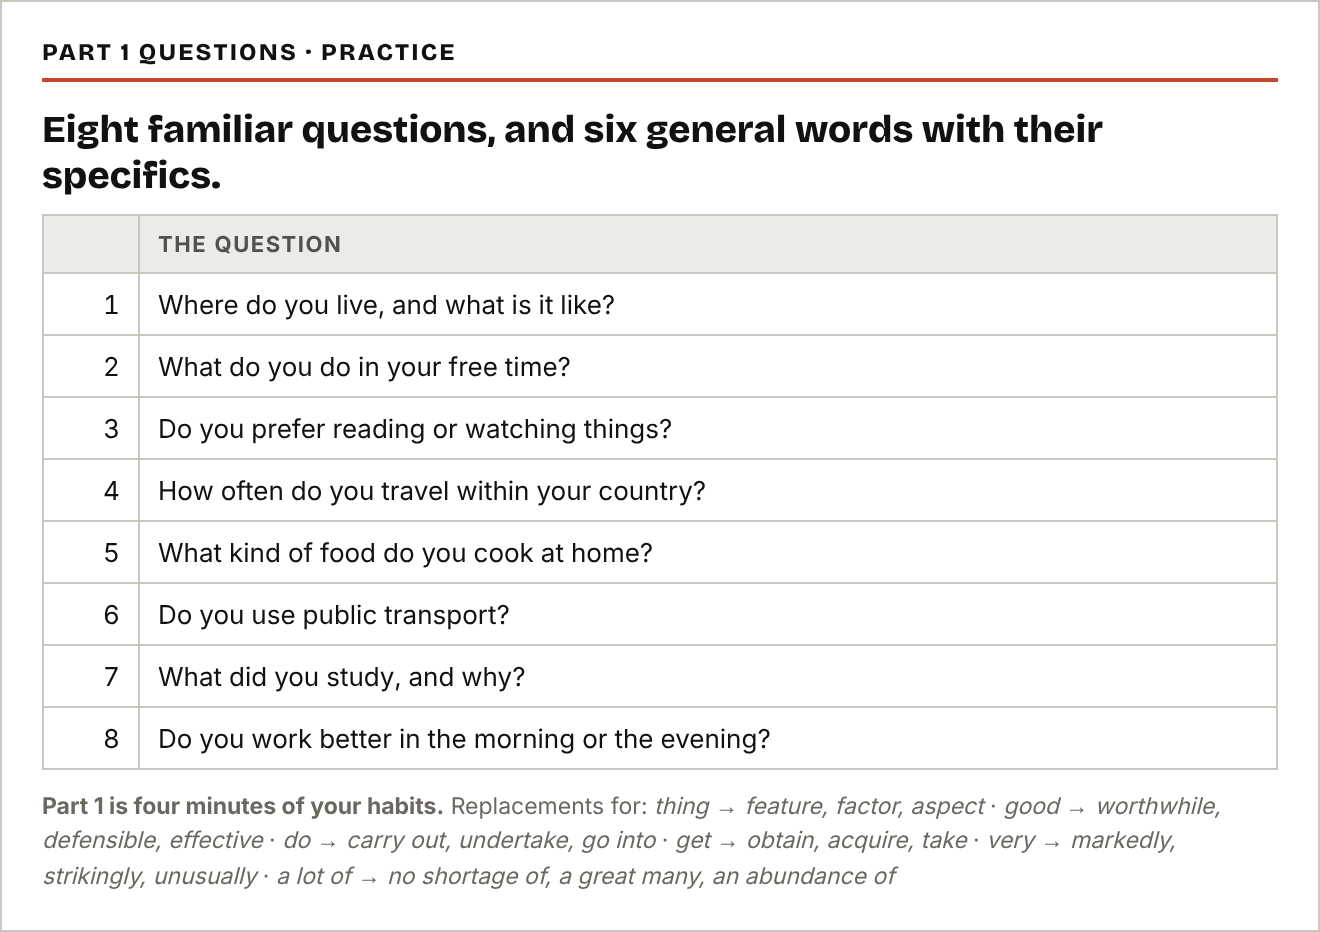 PART 1 QUESTIONS · PRACTICE
Eight familiar questions, and six general words with their
specifics.
THE QUESTION
1 Where do you live, and what is it like?
2 What do you do in your free time?
3 Do you prefer reading or watching things?
4 How often do you travel within your country?
5 What kind of food do you cook at home?
6 Do you use public transport?
7 What did you study, and why?
8 Do you work better in the morning or the evening?
Part 1 is four minutes of your habits. Replacements for: thing → feature, factor, aspect · good → worthwhile,
defensible, effective · do → carry out, undertake, go into · get → obtain, acquire, take · very → markedly,
strikingly, unusually · a lot of → no shortage of, a great many, an abundance of